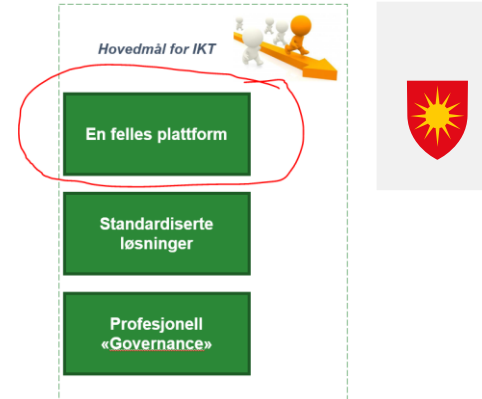 Hovedmål for IKT
En felles plattform
Standardiserte
løsninger
Profesjonell
«Governance»